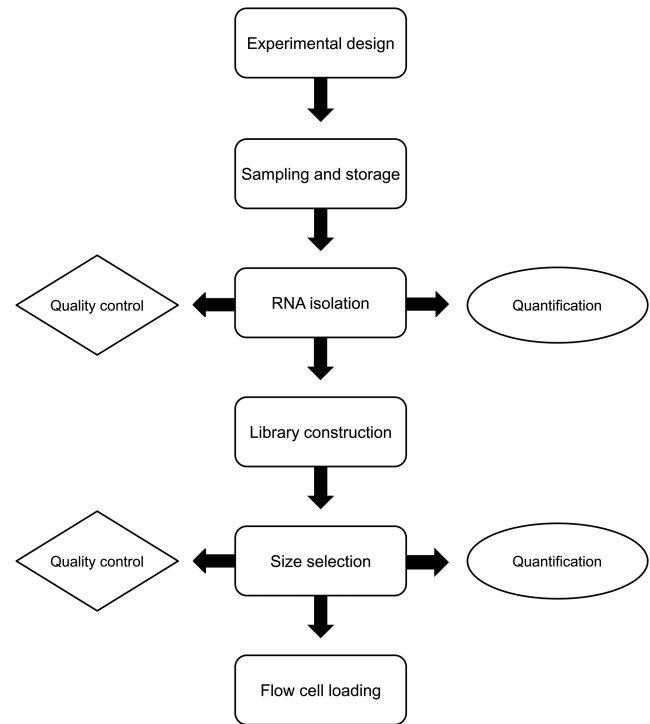 Experimental design
Sampling and storage
Quality control
RNA isolation
Quantification
Library construction
Quality control
Size selection
Quantification
Flow cell loading